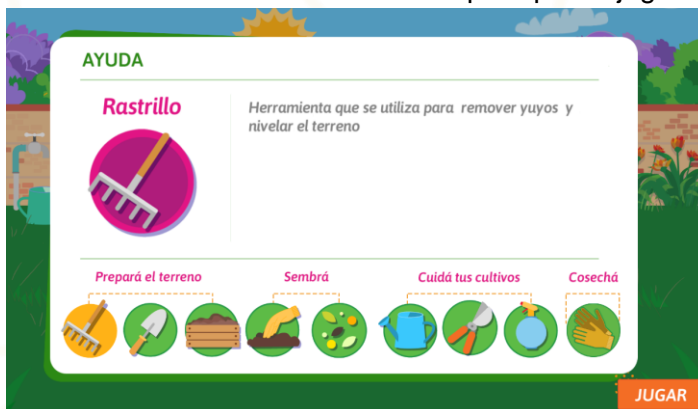 AYUDA
Rastrillo
Herramienta que se utiliza para remover yuyos y
nivelar el terreno
Prepará el terreno
Sembrá
Cuidá tus cultivos
Cosechá
JUGAR